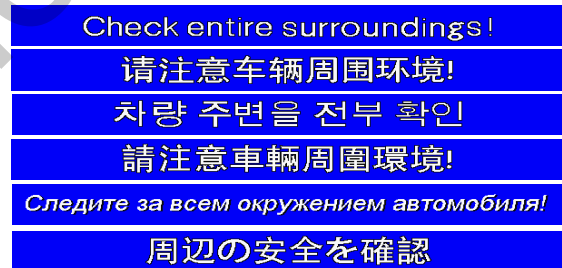 Check entire surroundings!
请注意车辆周围环境!
차량 주변을 전부 확인
請注意車輛周圍環境!
Следите за всем окружением автомобиля!
周辺の安全を確認